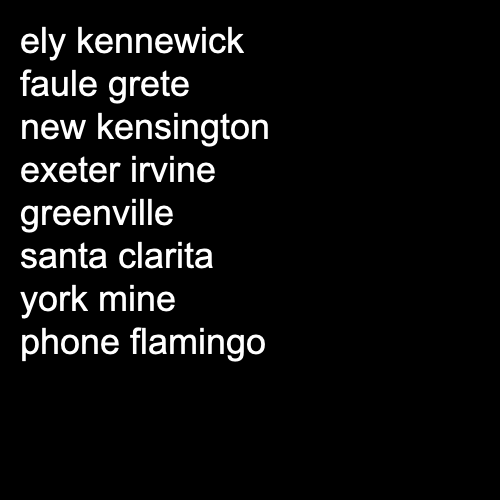 ely kennewick
faule grete
new kensington
exeter irvine
greenville
santa clarita
york mine
phone flamingo